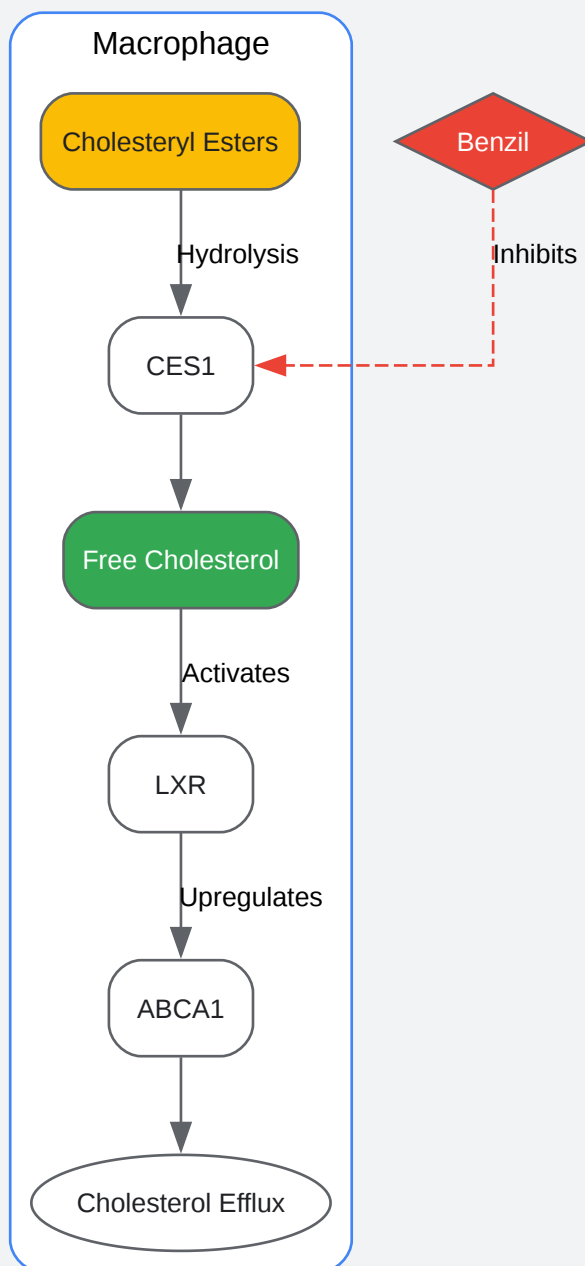 Macrophage
Cholesteryl Esters
Benzil
Hydrolysis
Inhibits
CES1
Free Cholesterol
Activates
LXR
Upregulates
ABCA1
Cholesterol Efflux